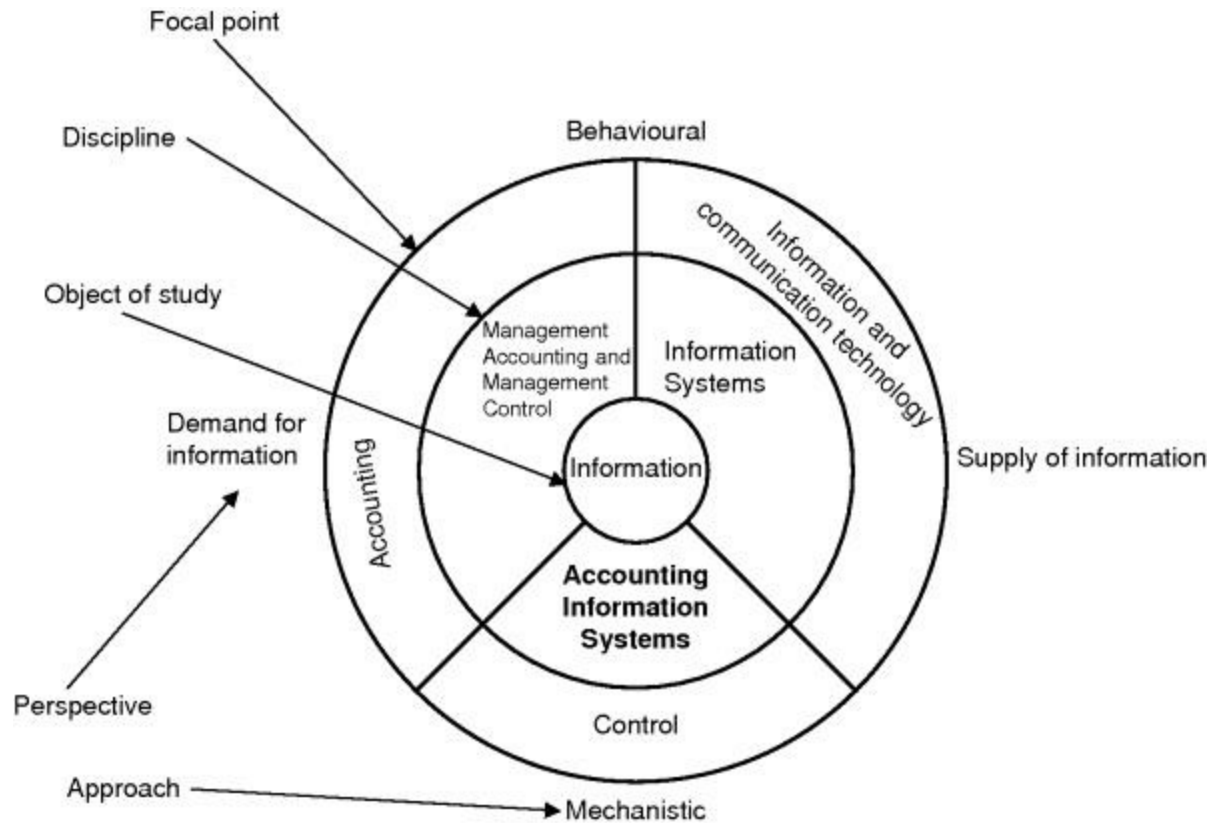 Focal point
Behavioural
Discipline
Information and
communication technology
Object of study
Management
Accounting and
Management
Control
Information
Systems
Demand for
information
Accounting
Information
Supply of information
Accounting
Information
Systems
Perspective
Control
Approach
Mechanistic